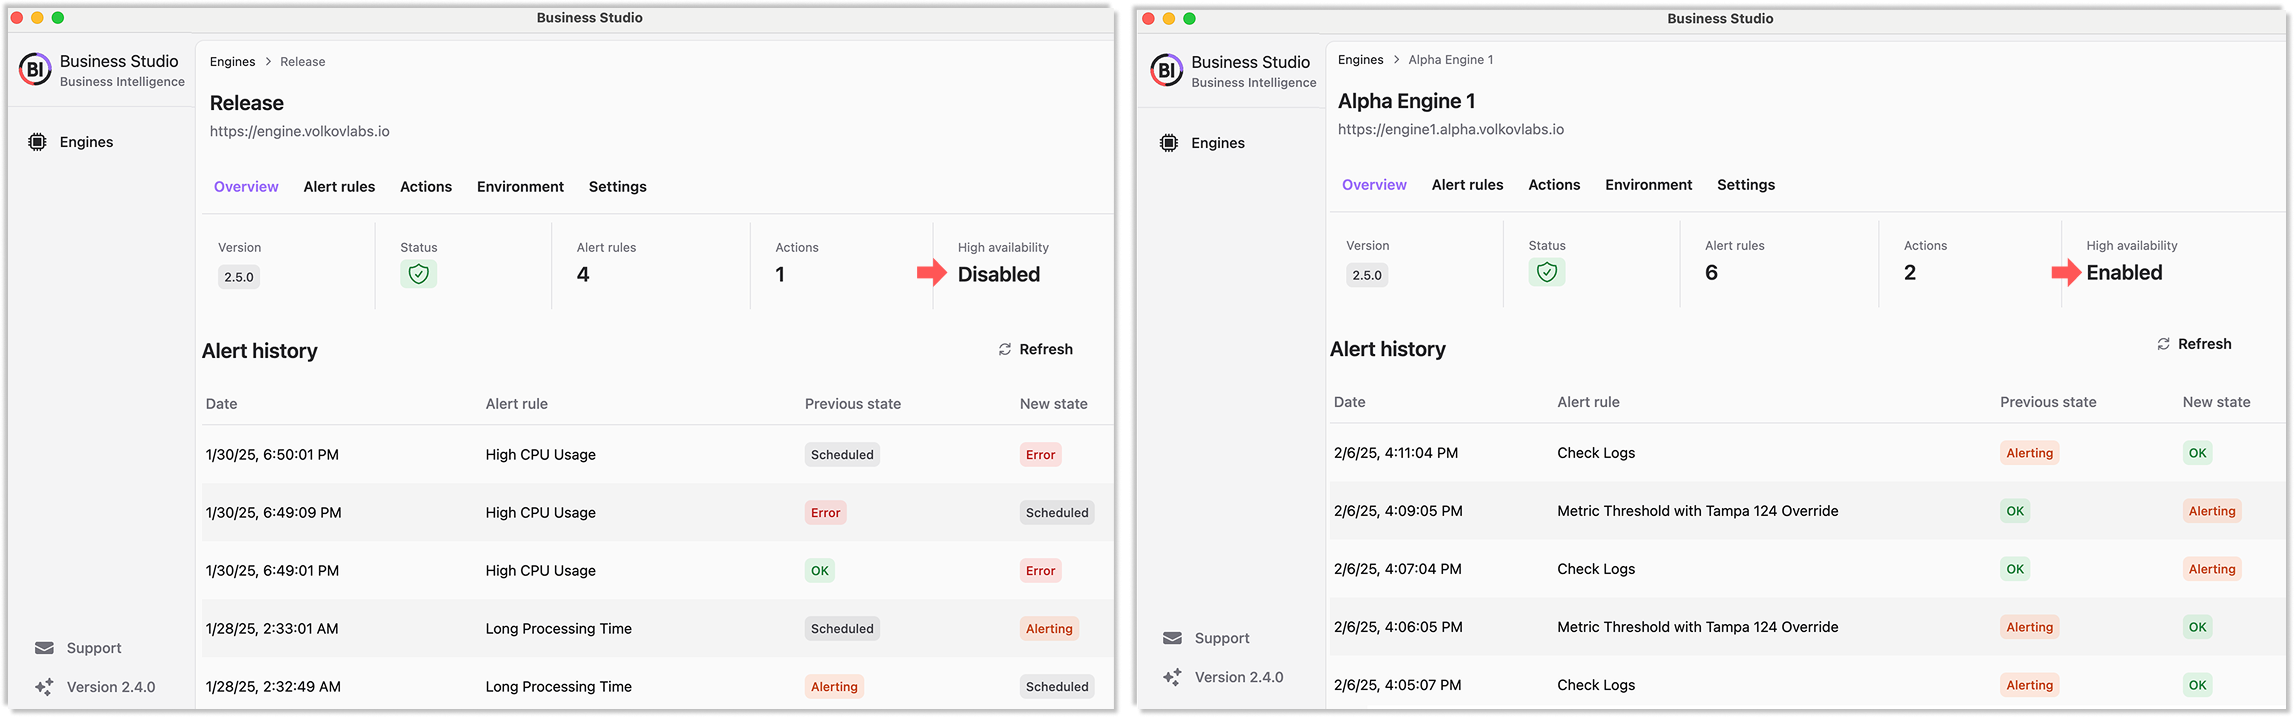 Business Studio
BI
Business Studio
Business Intelligence
Engines
Support
Version 2.4.0
Engines > Release
Release
https://engine.volkovlabs.io
Overview Alert rules Actions Environment Settings
Version Status Alert rules Actions High availability
2.5.0 4 1 Disabled
Alert history Refresh
Date Alert rule Previous state New state
1/30/25, 6:50:01 PM High CPU Usage Scheduled Error
1/30/25, 6:49:09 PM High CPU Usage Error Scheduled
1/30/25, 6:49:01 PM High CPU Usage OK Error
1/28/25, 2:33:01 AM Long Processing Time Scheduled Alerting
1/28/25, 2:32:49 AM Long Processing Time Alerting Scheduled
Business Studio
BI
Business Studio
Business Intelligence
Engines
Support
Version 2.4.0
Engines > Alpha Engine 1
Alpha Engine 1
https://engine1.alpha.volkovlabs.io
Overview Alert rules Actions Environment Settings
Version Status Alert rules Actions High availability
2.5.0 6 2 Enabled
Alert history Refresh
Date Alert rule Previous state New state
2/6/25, 4:11:04 PM Check Logs Alerting OK
2/6/25, 4:09:05 PM Metric Threshold with Tampa 124 Override OK Alerting
2/6/25, 4:07:04 PM Check Logs OK Alerting
2/6/25, 4:06:05 PM Metric Threshold with Tampa 124 Override Alerting OK
2/6/25, 4:05:07 PM Check Logs Alerting OK